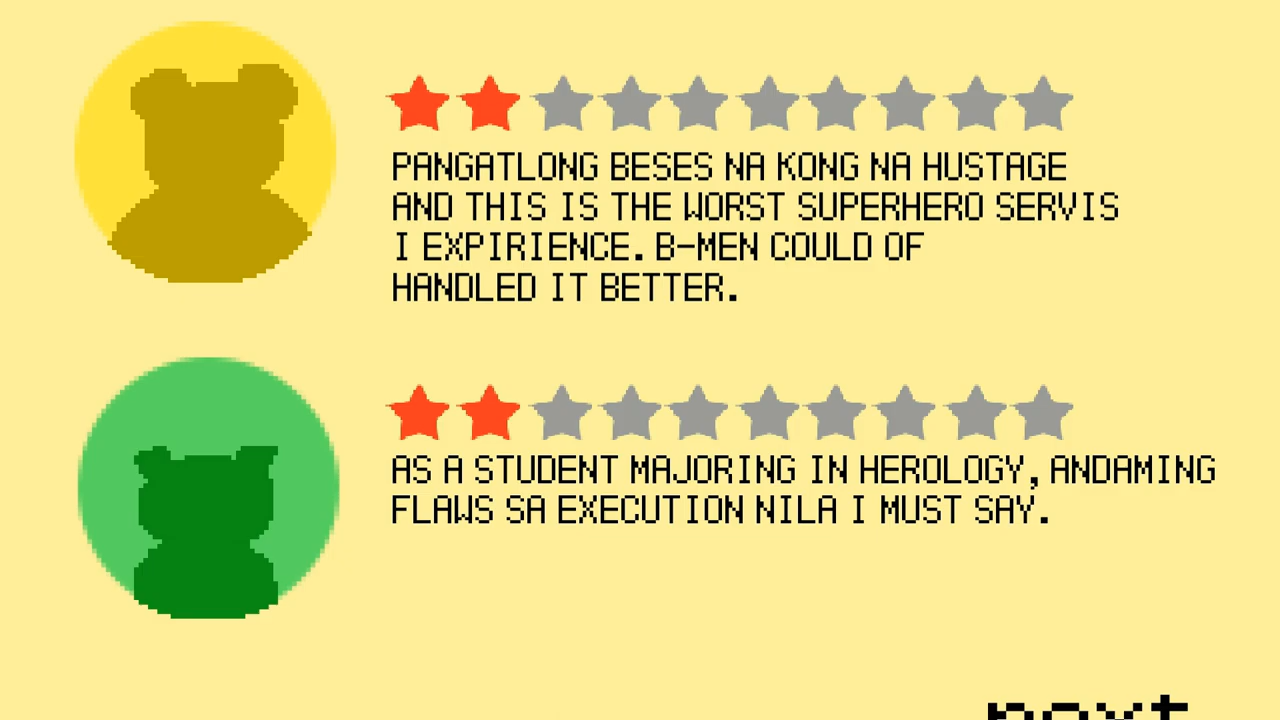 PANGATLONG BESES NA KONG NA HUSTAGE
AND THIS IS THE WORST SUPERHERO SERVIS
I EXPIRIENCE. B-MEN COULD OF
HANDLED IT BETTER.
AS A STUDENT MAJORING IN HEROLOGY, ANDAMING
FLAWS SA EXECUTION NILA I MUST SAY.
next